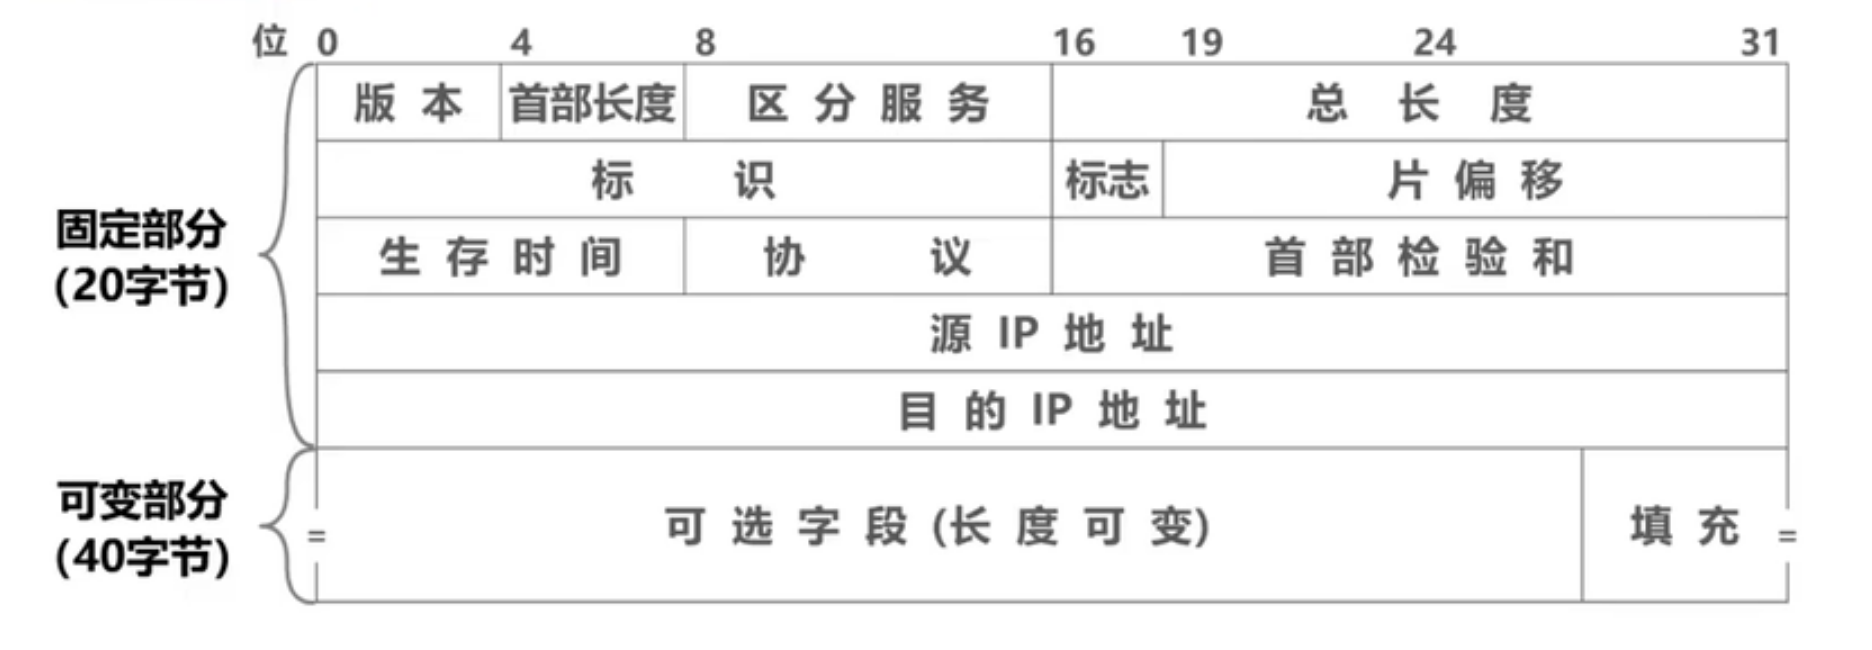 位 0 4 8 16 19 24 31
版 本 首部长度 区 分 服 务 总 长 度
标 识 标志 片 偏 移
固定部分
(20字节)
生 存 时 间 协 议 首 部 检 验 和
源 IP 地 址
目 的 IP 地 址
可变部分
(40字节)
= 可 选 字 段 (长 度 可 变) 填 充 =